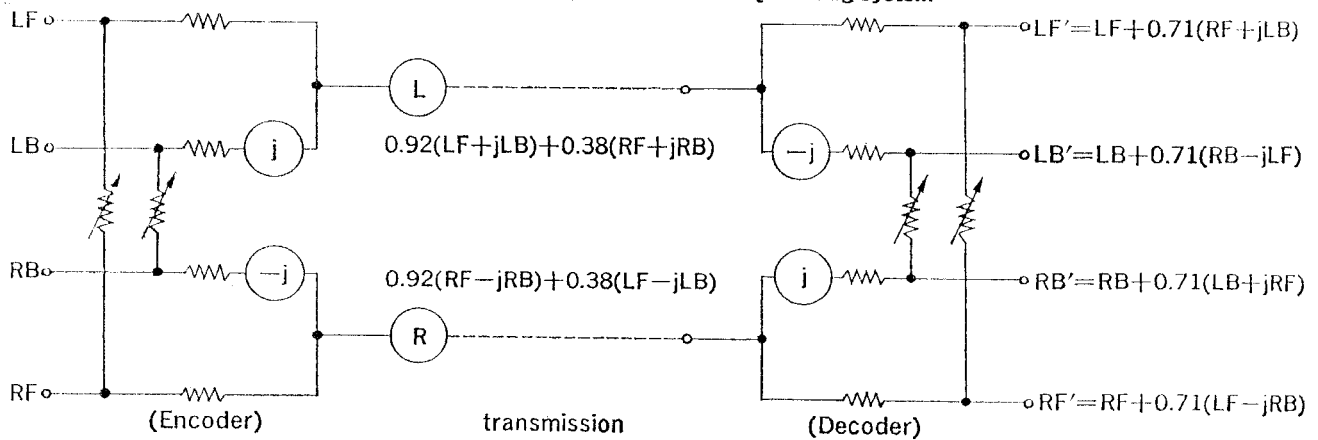 system
LF
LF'=LF+0.71(RF+jLB)
L
LB
j
0.92(LF+jLB)+0.38(RF+jRB)
-j
LB'=LB+0.71(RB-jLF)
RB
-j
0.92(RF-jRB)+0.38(LF-jLB)
j
RB'=RB+0.71(LB+jRF)
R
RF
RF'=RF+0.71(LF-jRB)
(Encoder)
transmission
(Decoder)